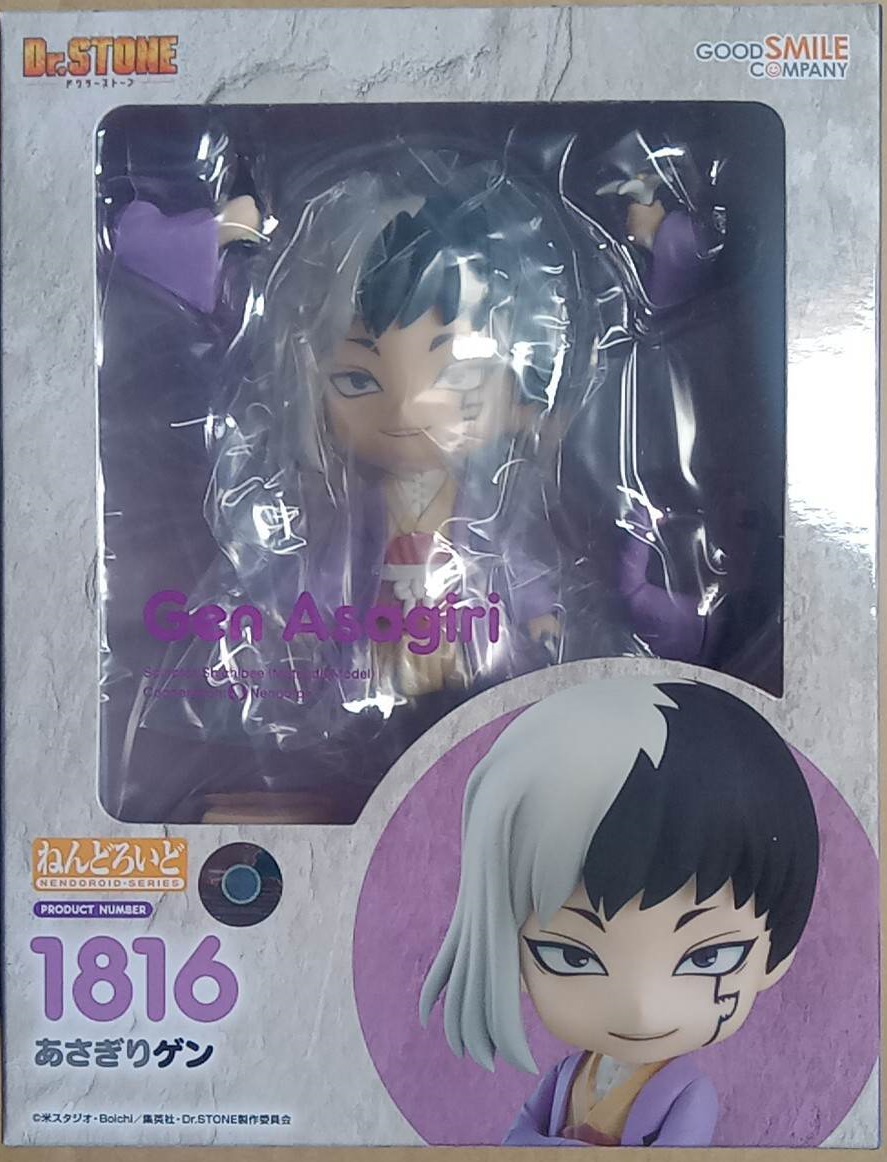 Dr.STONE
ドクターストーン
GOOD SMILE
COMPANY
Gen Asagiri
Nendoroid
ねんどろいど
NENDOROID-SERIES
PRODUCT NUMBER
1816
あさぎりゲン
©米スタジオ・Boichi／集英社・Dr.STONE製作委員会